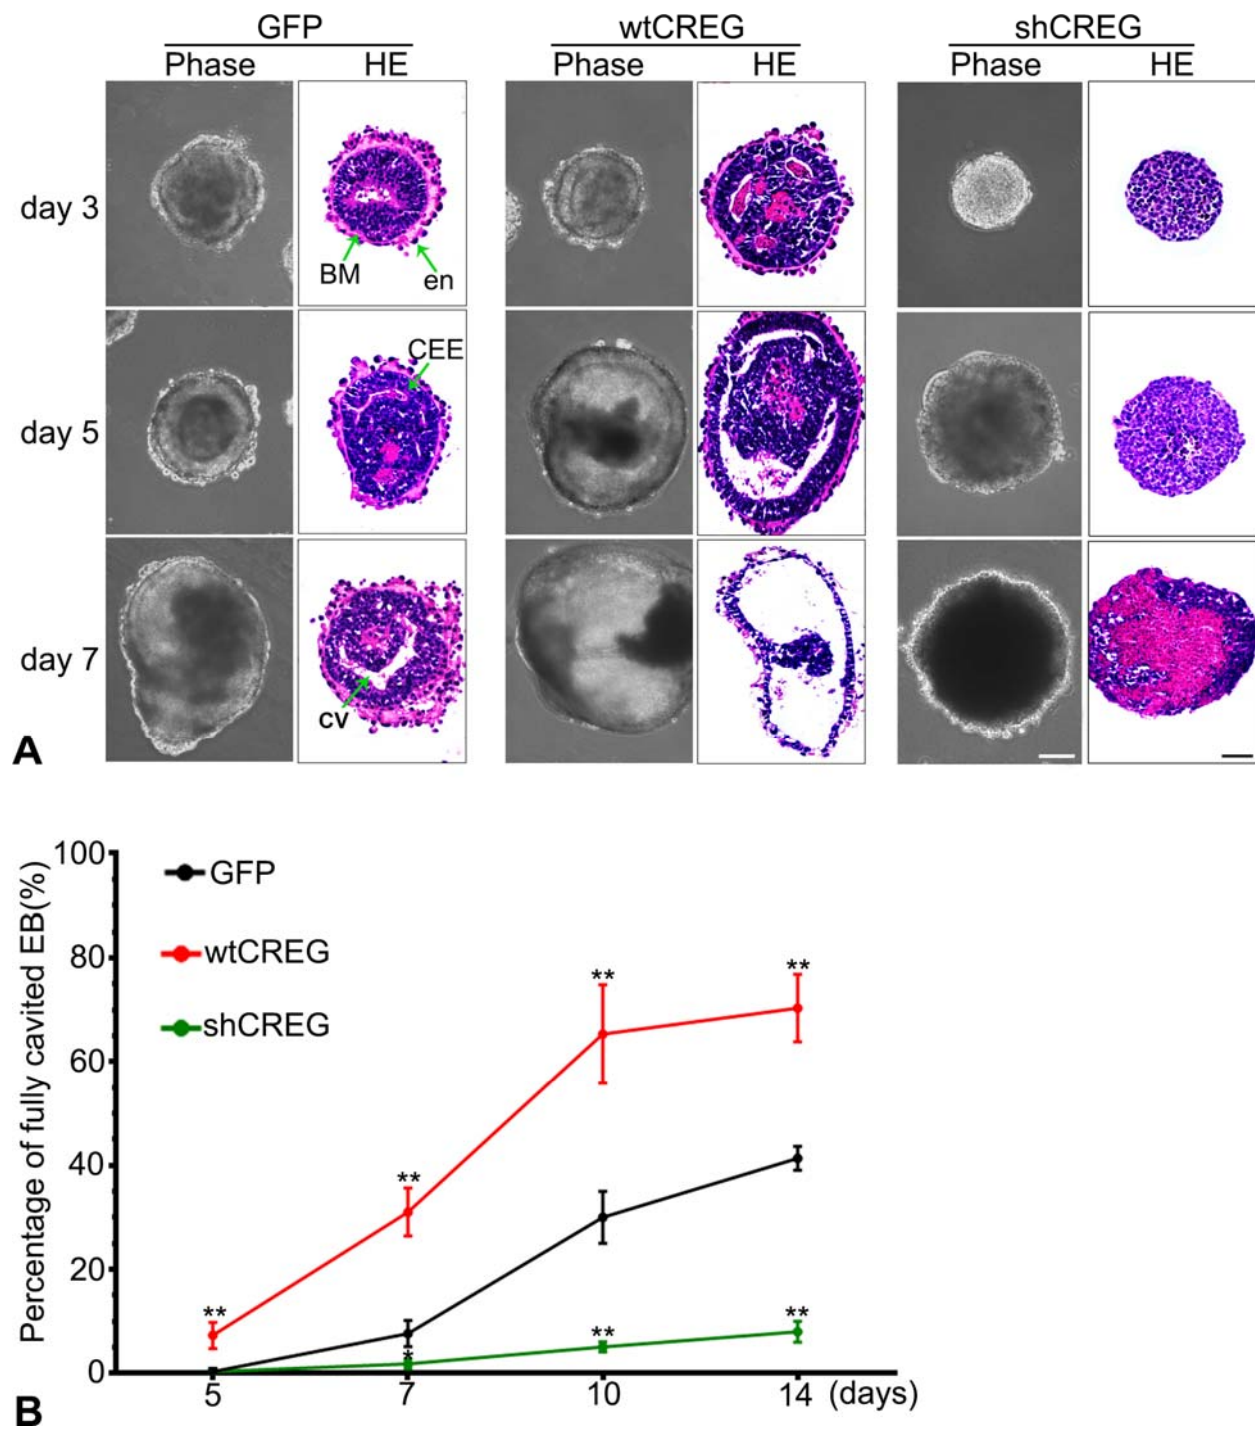 GFP wtCREG shCREG
Phase HE Phase HE Phase HE
day 3
BM en
CEE
day 5
day 7
cv
A
Percentage of fully cavited EB(%)
100
80
60
40
20
0
GFP
wtCREG
shCREG
** ** ** **
* ** **
5 7 10 14 (days)
B